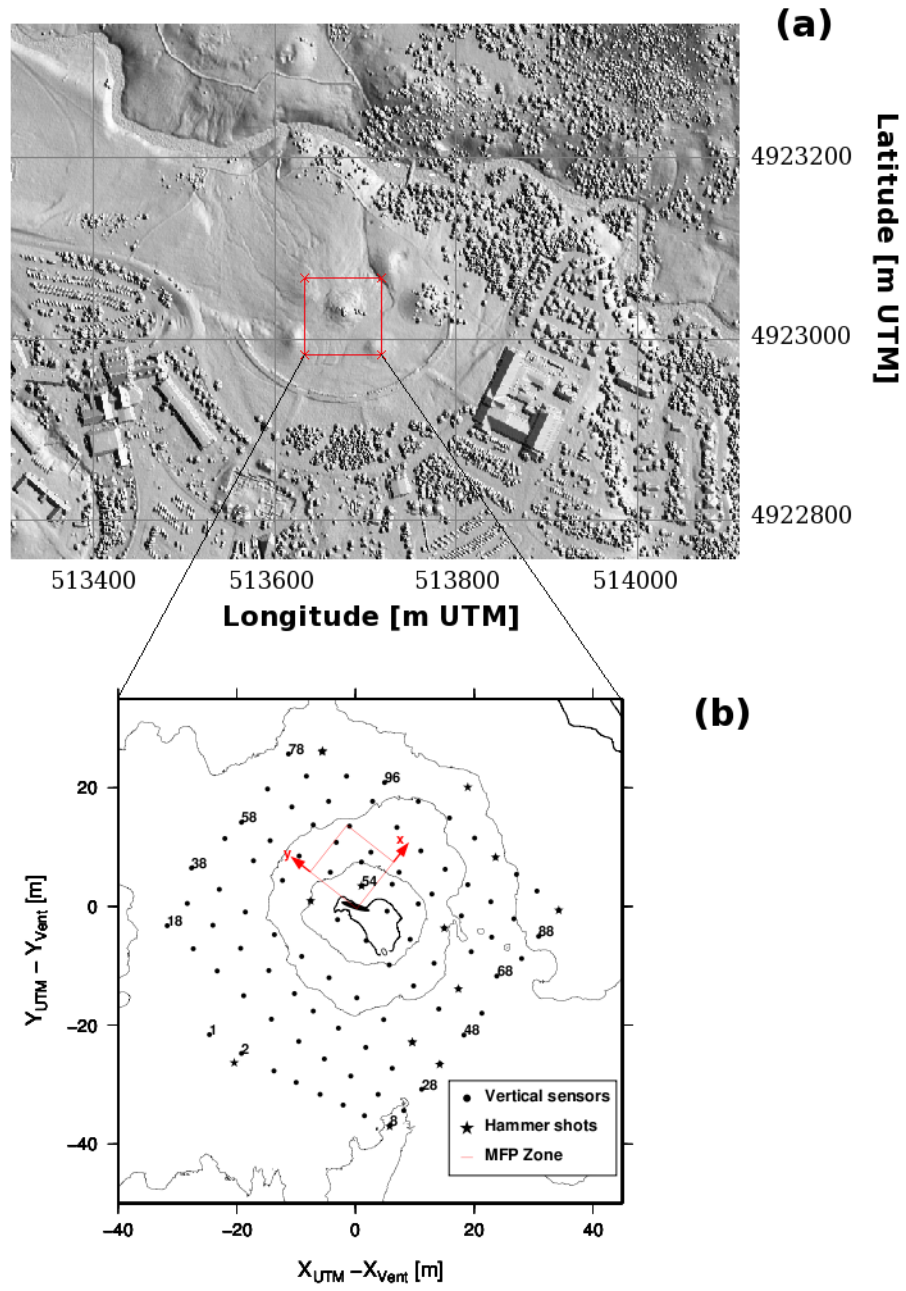 (a)
Latitude [m UTM]
4923200
4923000
4922800
513400 513600 513800 514000
Longitude [m UTM]
(b)
78
96
20
58
x
y
38
54
0
18
88
68
Y_UTM – Y_Vent [m]
–20
1
48
2
28
8
Vertical sensors
Hammer shots
MFP Zone
–40
–40 –20 0 20 40
X_UTM –X_Vent [m]